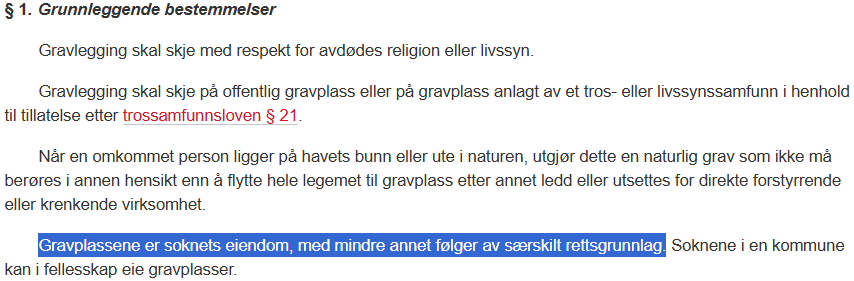 § 1. Grunnleggende bestemmelser
Gravlegging skal skje med respekt for avdødes religion eller livssyn.
Gravlegging skal skje på offentlig gravplass eller på gravplass anlagt av et tros- eller livssynssamfunn i henhold
til tillatelse etter trossamfunnsloven § 21.
Når en omkommet person ligger på havets bunn eller ute i naturen, utgjør dette en naturlig grav som ikke må
berøres i annen hensikt enn å flytte hele legemet til gravplass etter annet ledd eller utsettes for direkte forstyrrende
eller krenkende virksomhet.
Gravplassene er soknets eiendom, med mindre annet følger av særskilt rettsgrunnlag. Soknene i en kommune
kan i fellesskap eie gravplasser.